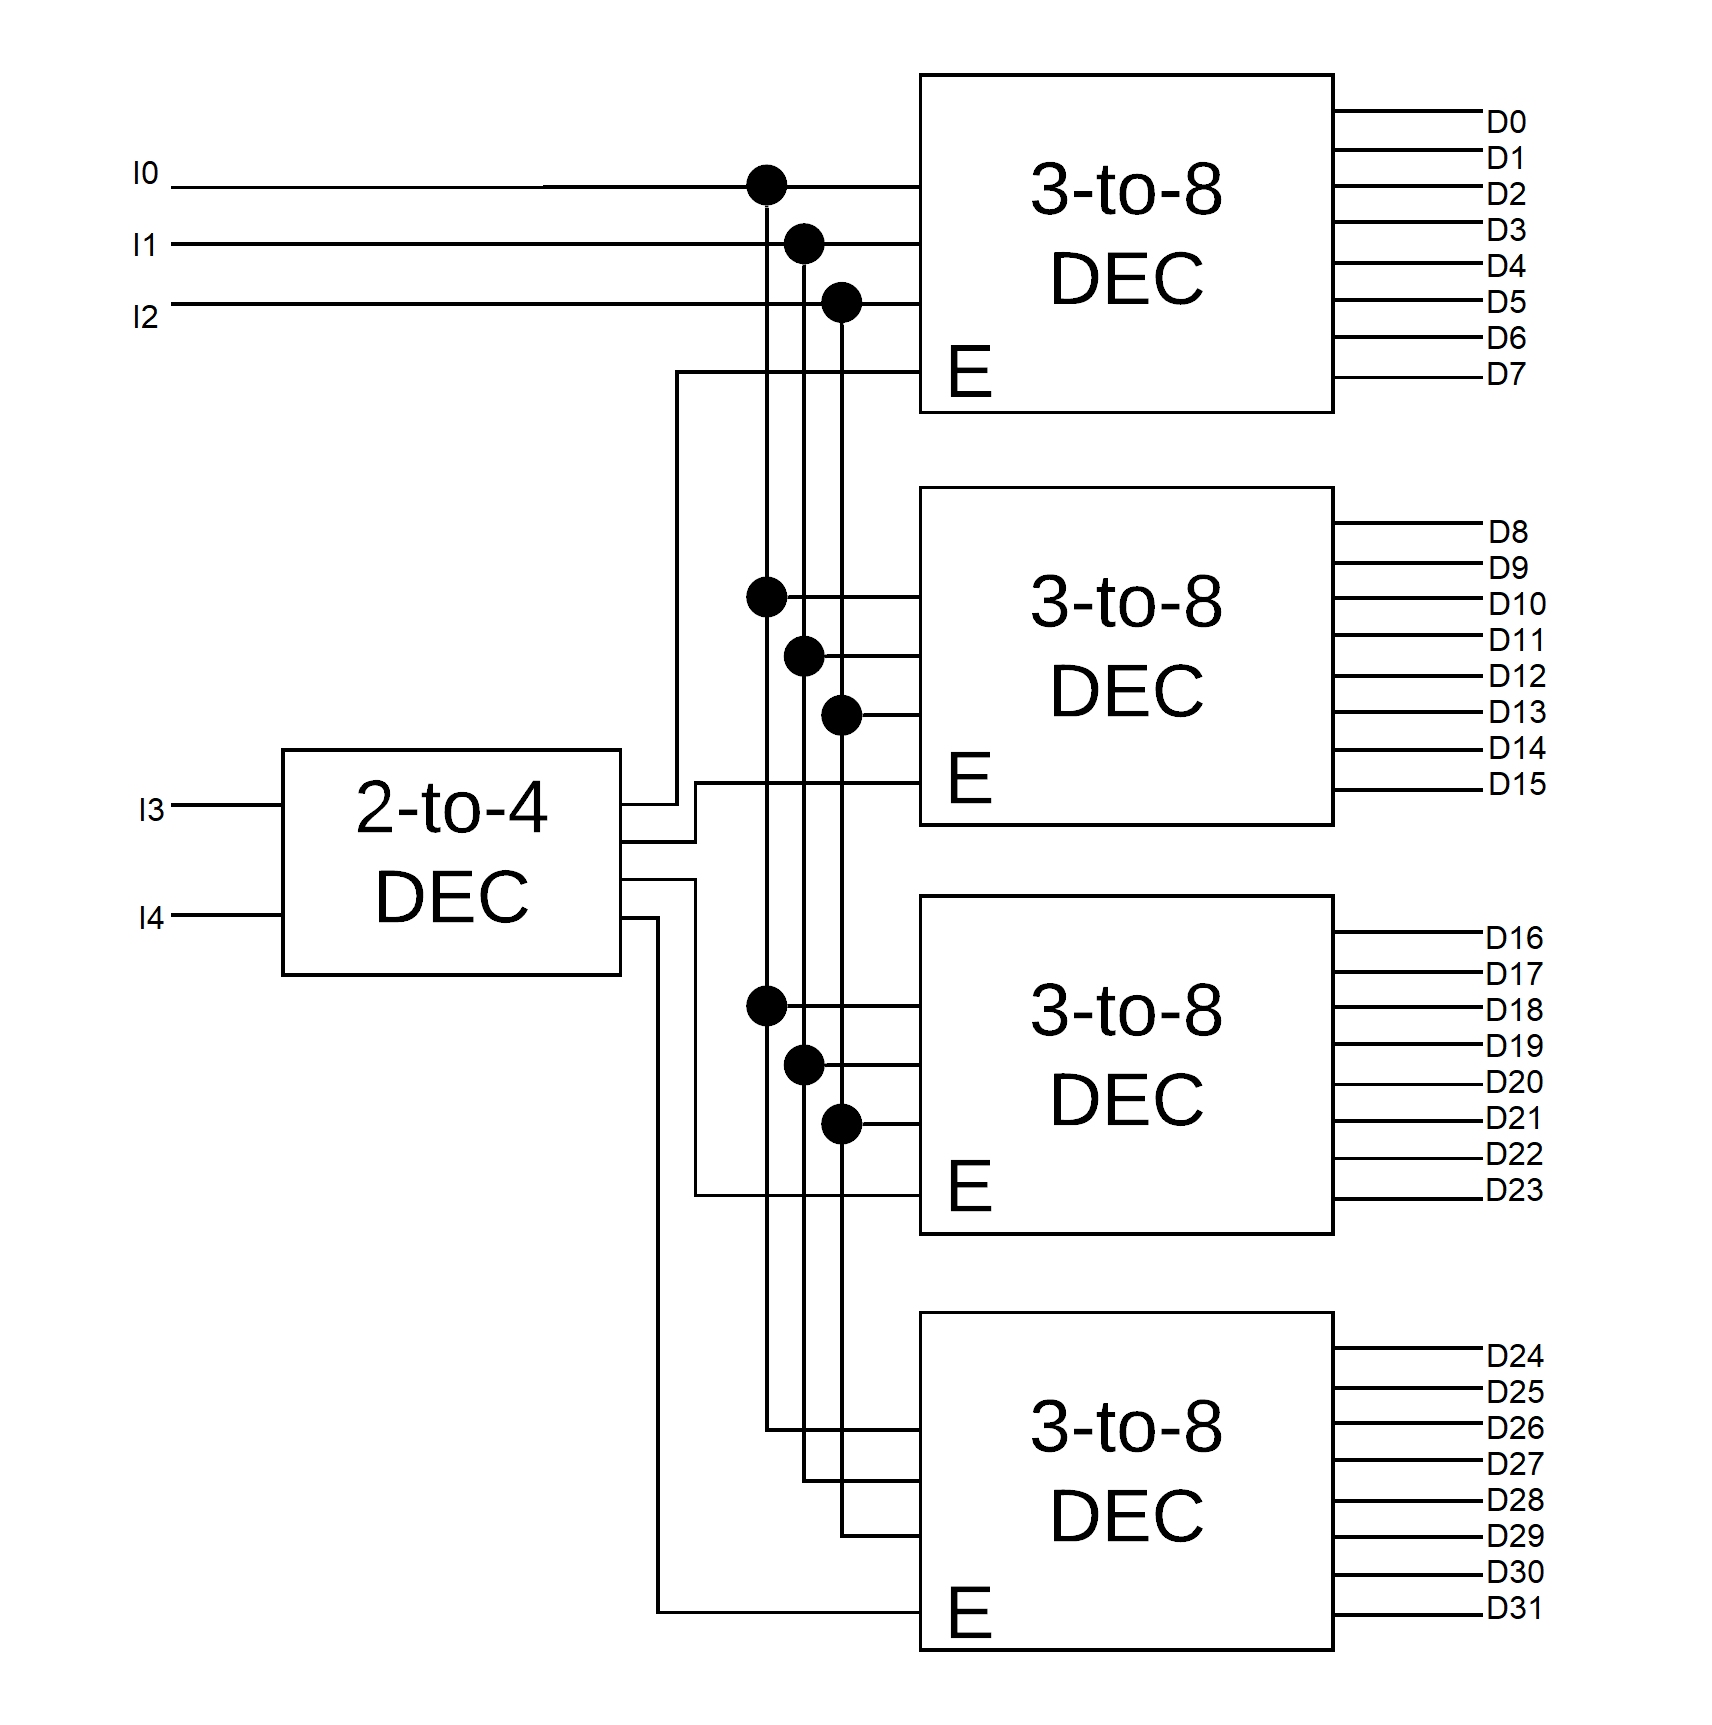 I0
I1
I2
3-to-8
DEC
E
D0
D1
D2
D3
D4
D5
D6
D7
3-to-8
DEC
E
D8
D9
D10
D11
D12
D13
D14
D15
I3
I4
2-to-4
DEC
3-to-8
DEC
E
D16
D17
D18
D19
D20
D21
D22
D23
3-to-8
DEC
E
D24
D25
D26
D27
D28
D29
D30
D31